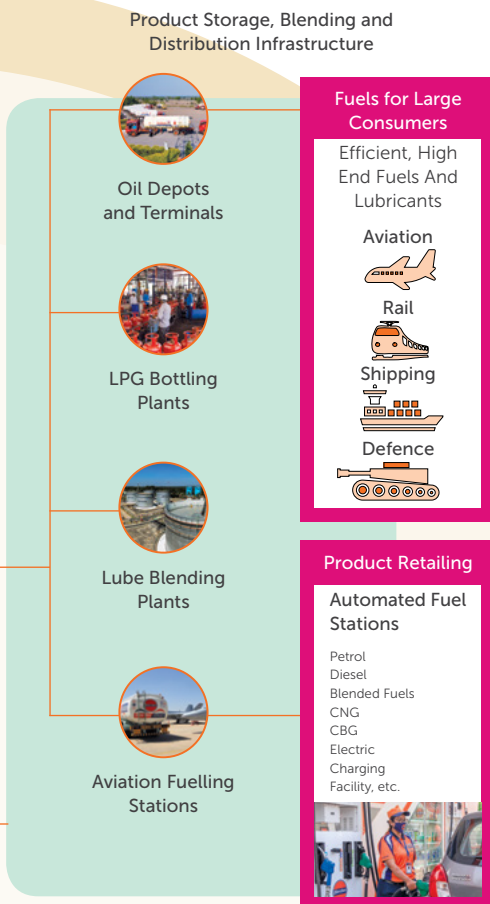 Product Storage, Blending and
Distribution Infrastructure
Oil Depots
and Terminals
LPG Bottling
Plants
Lube Blending
Plants
Aviation Fuelling
Stations
Fuels for Large
Consumers
Efficient, High
End Fuels And
Lubricants
Aviation
Rail
Shipping
Defence
Product Retailing
Automated Fuel
Stations
Petrol
Diesel
Blended Fuels
CNG
CBG
Electric
Charging
Facility, etc.